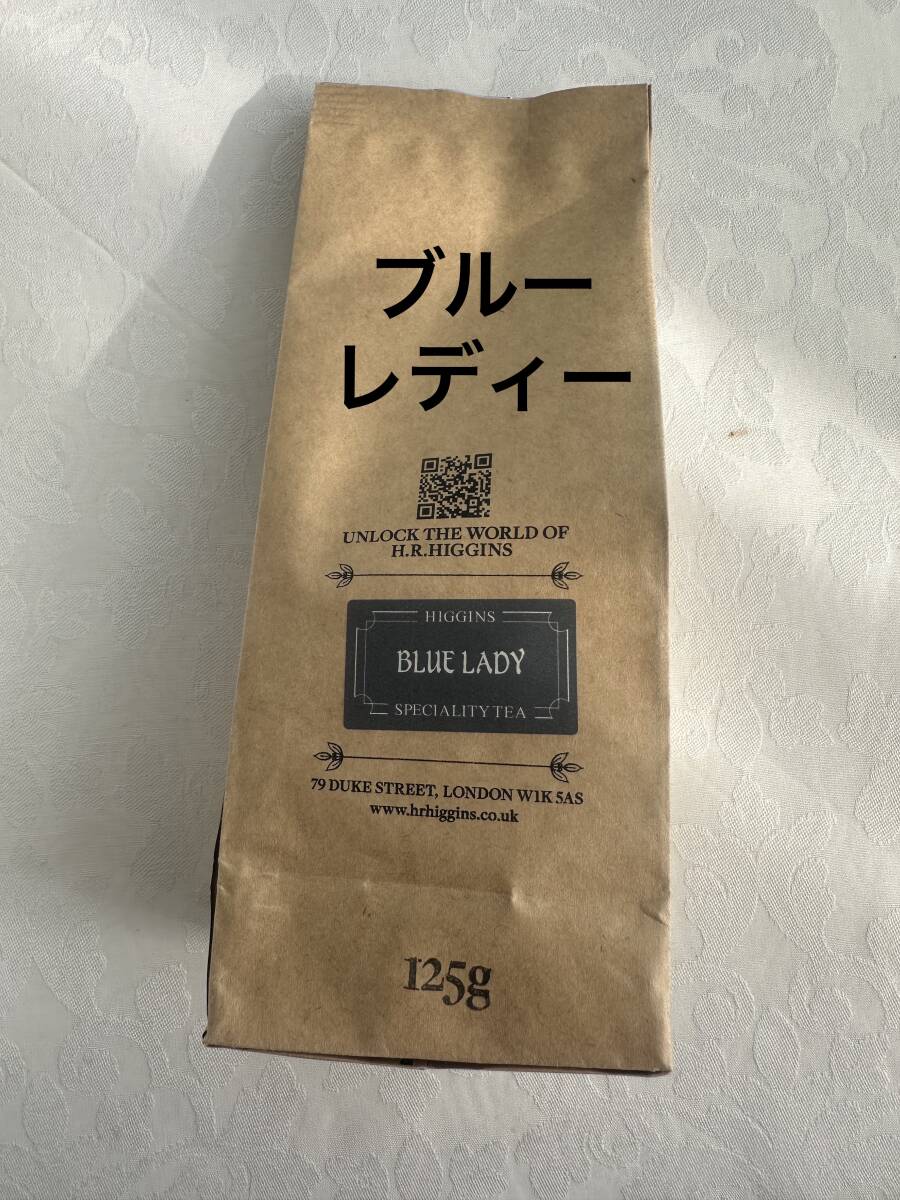 ブルー
レディー
UNLOCK THE WORLD OF
H.R.HIGGINS
HIGGINS
BLUE LADY
SPECIALITY TEA
79 DUKE STREET, LONDON W1K 5AS
www.hrhiggins.co.uk
125g